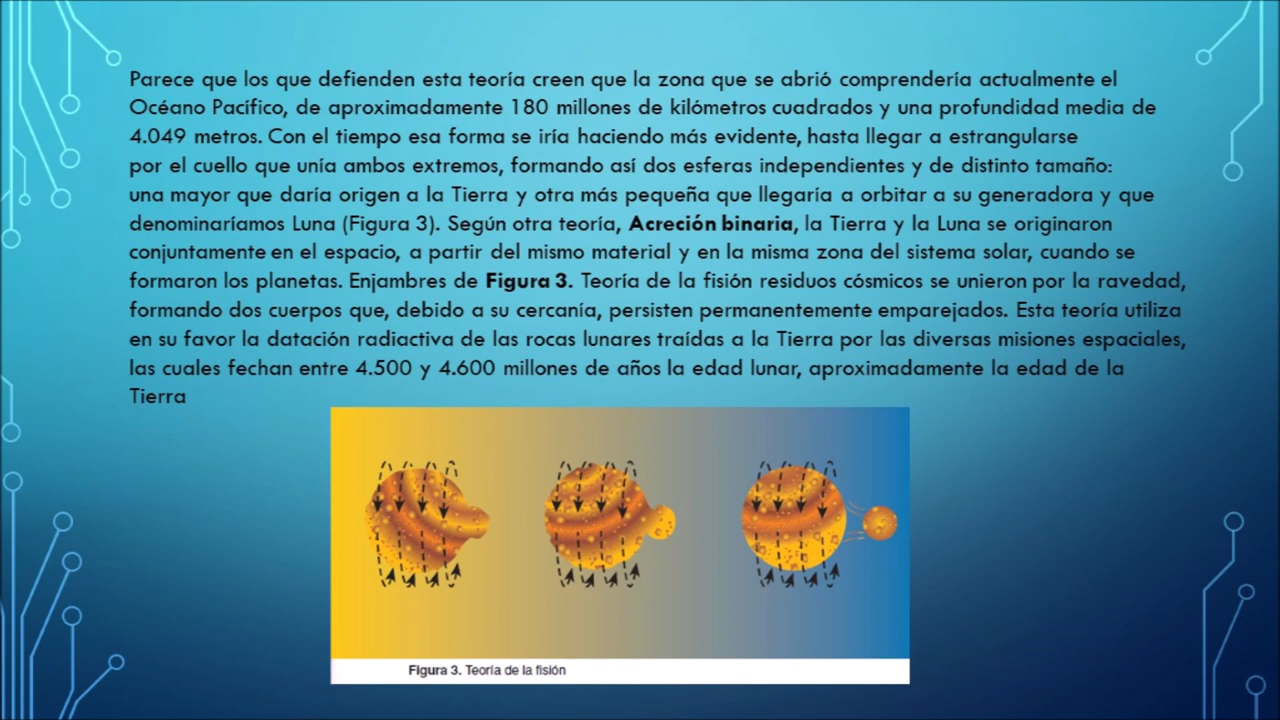 Parece que los que defienden esta teoría creen que la zona que se abrió comprendería actualmente el
Océano Pacífico, de aproximadamente 180 millones de kilómetros cuadrados y una profundidad media de
4.049 metros. Con el tiempo esa forma se iría haciendo más evidente, hasta llegar a estrangularse
por el cuello que unía ambos extremos, formando así dos esferas independientes y de distinto tamaño:
una mayor que daría origen a la Tierra y otra más pequeña que llegaría a orbitar a su generadora y que
denominaríamos Luna (Figura 3). Según otra teoría, Acreción binaria, la Tierra y la Luna se originaron
conjuntamente en el espacio, a partir del mismo material y en la misma zona del sistema solar, cuando se
formaron los planetas. Enjambres de Figura 3. Teoría de la fisión residuos cósmicos se unieron por la ravedad,
formando dos cuerpos que, debido a su cercanía, persisten permanentemente emparejados. Esta teoría utiliza
en su favor la datación radiactiva de las rocas lunares traídas a la Tierra por las diversas misiones espaciales,
las cuales fechan entre 4.500 y 4.600 millones de años la edad lunar, aproximadamente la edad de la
Tierra
Figura 3. Teoría de la fisión